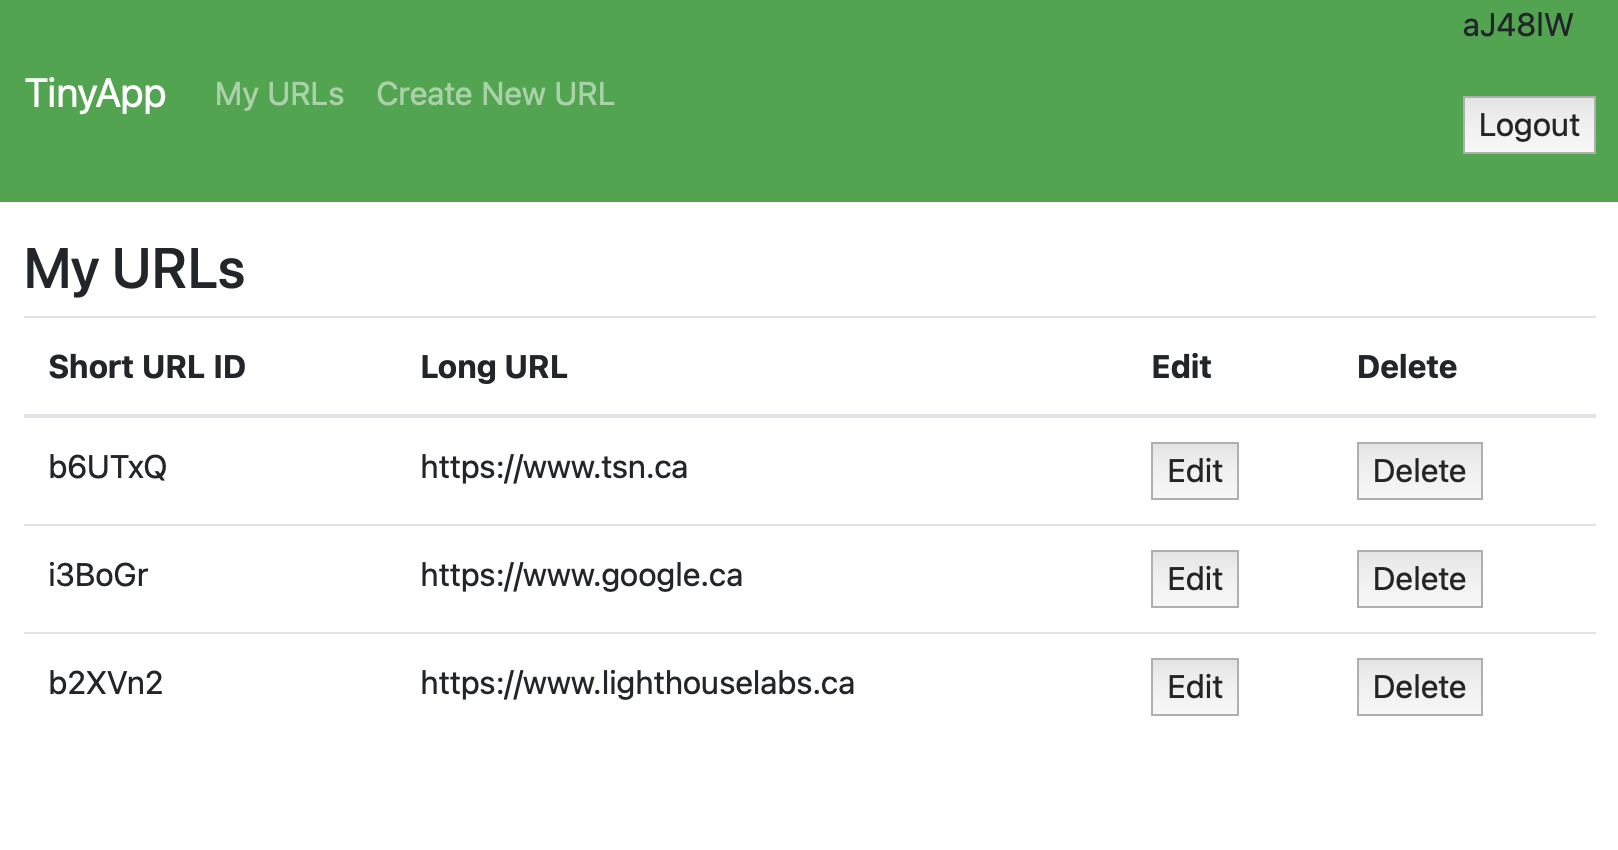 aJ48lW
TinyApp My URLs Create New URL
Logout
My URLs
Short URL ID Long URL Edit Delete
b6UTxQ https://www.tsn.ca Edit Delete
i3BoGr https://www.google.ca Edit Delete
b2XVn2 https://www.lighthouselabs.ca Edit Delete